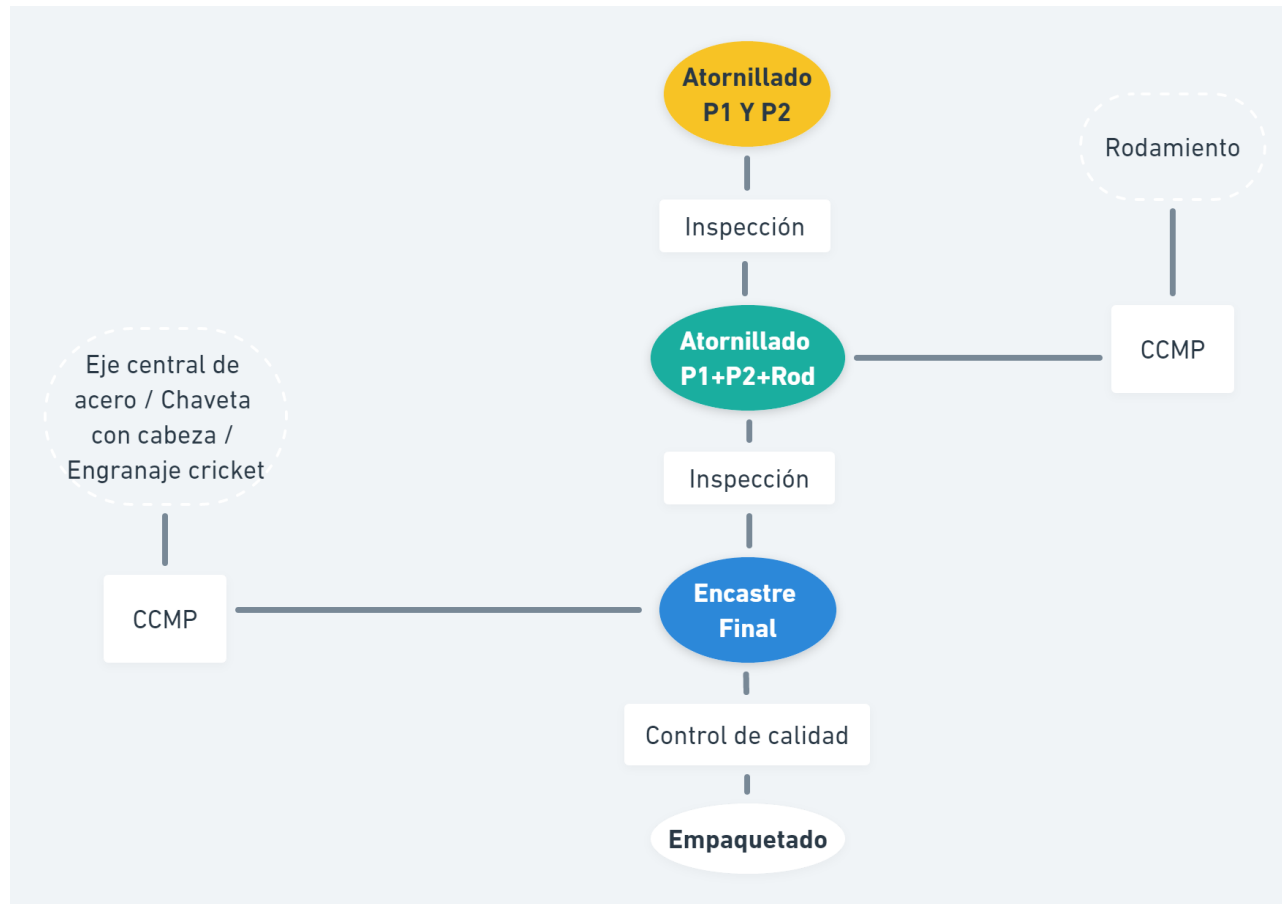 Atornillado
P1 Y P2
Rodamiento
Inspección
Atornillado
P1+P2+Rod
CCMP
Eje central de
acero / Chaveta
con cabeza /
Engranaje cricket
Inspección
Encastre
Final
CCMP
Control de calidad
Empaquetado